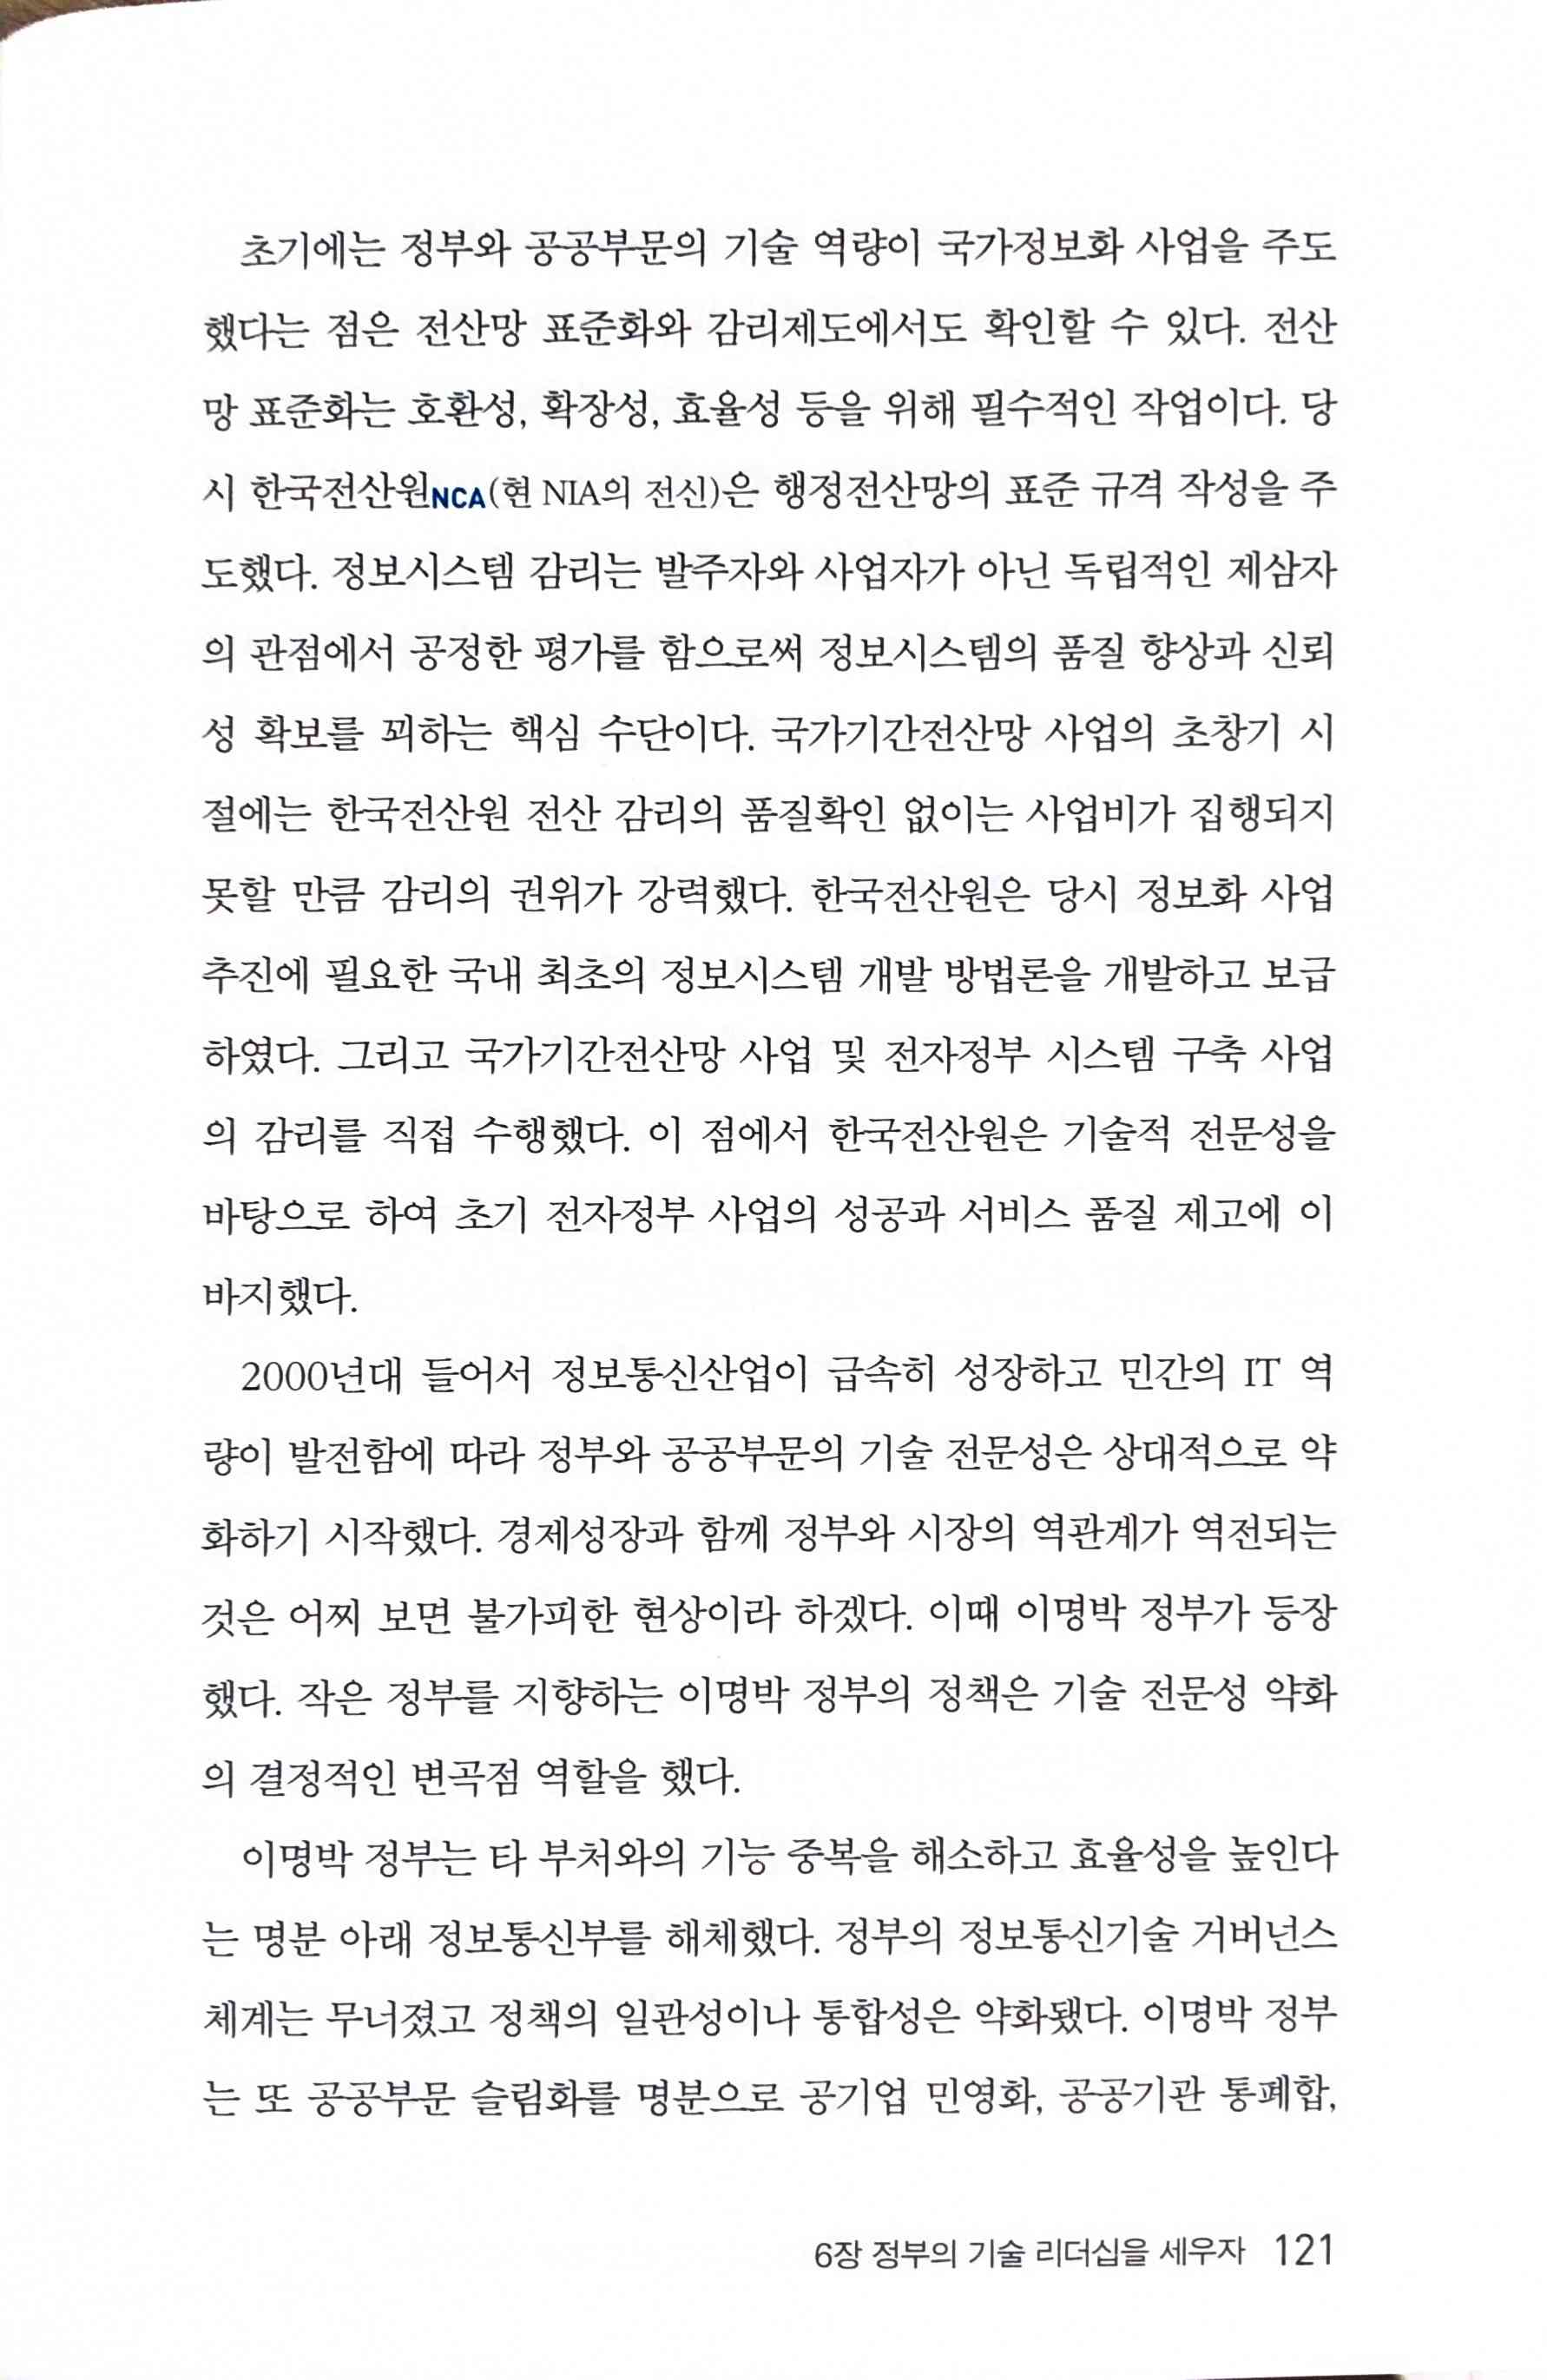 초기에는 정부와 공공부문의 기술 역량이 국가정보화 사업을 주도
했다는 점은 전산망 표준화와 감리제도에서도 확인할 수 있다. 전산
망 표준화는 호환성, 확장성, 효율성 등을 위해 필수적인 작업이다. 당
시 한국전산원NCA(현 NIA의 전신)은 행정전산망의 표준 규격 작성을 주
도했다. 정보시스템 감리는 발주자와 사업자가 아닌 독립적인 제삼자
의 관점에서 공정한 평가를 함으로써 정보시스템의 품질 향상과 신뢰
성 확보를 꾀하는 핵심 수단이다. 국가기간전산망 사업의 초창기 시
절에는 한국전산원 전산 감리의 품질확인 없이는 사업비가 집행되지
못할 만큼 감리의 권위가 강력했다. 한국전산원은 당시 정보화 사업
추진에 필요한 국내 최초의 정보시스템 개발 방법론을 개발하고 보급
하였다. 그리고 국가기간전산망 사업 및 전자정부 시스템 구축 사업
의 감리를 직접 수행했다. 이 점에서 한국전산원은 기술적 전문성을
바탕으로 하여 초기 전자정부 사업의 성공과 서비스 품질 제고에 이
바지했다.
2000년대 들어서 정보통신산업이 급속히 성장하고 민간의 IT 역
량이 발전함에 따라 정부와 공공부문의 기술 전문성은 상대적으로 약
화하기 시작했다. 경제성장과 함께 정부와 시장의 역관계가 역전되는
것은 어찌 보면 불가피한 현상이라 하겠다. 이때 이명박 정부가 등장
했다. 작은 정부를 지향하는 이명박 정부의 정책은 기술 전문성 약화
의 결정적인 변곡점 역할을 했다.
이명박 정부는 타 부처와의 기능 중복을 해소하고 효율성을 높인다
는 명분 아래 정보통신부를 해체했다. 정부의 정보통신기술 거버넌스
체계는 무너졌고 정책의 일관성이나 통합성은 약화됐다. 이명박 정부
는 또 공공부문 슬림화를 명분으로 공기업 민영화, 공공기관 통폐합,
6장 정부의 기술 리더십을 세우자 121